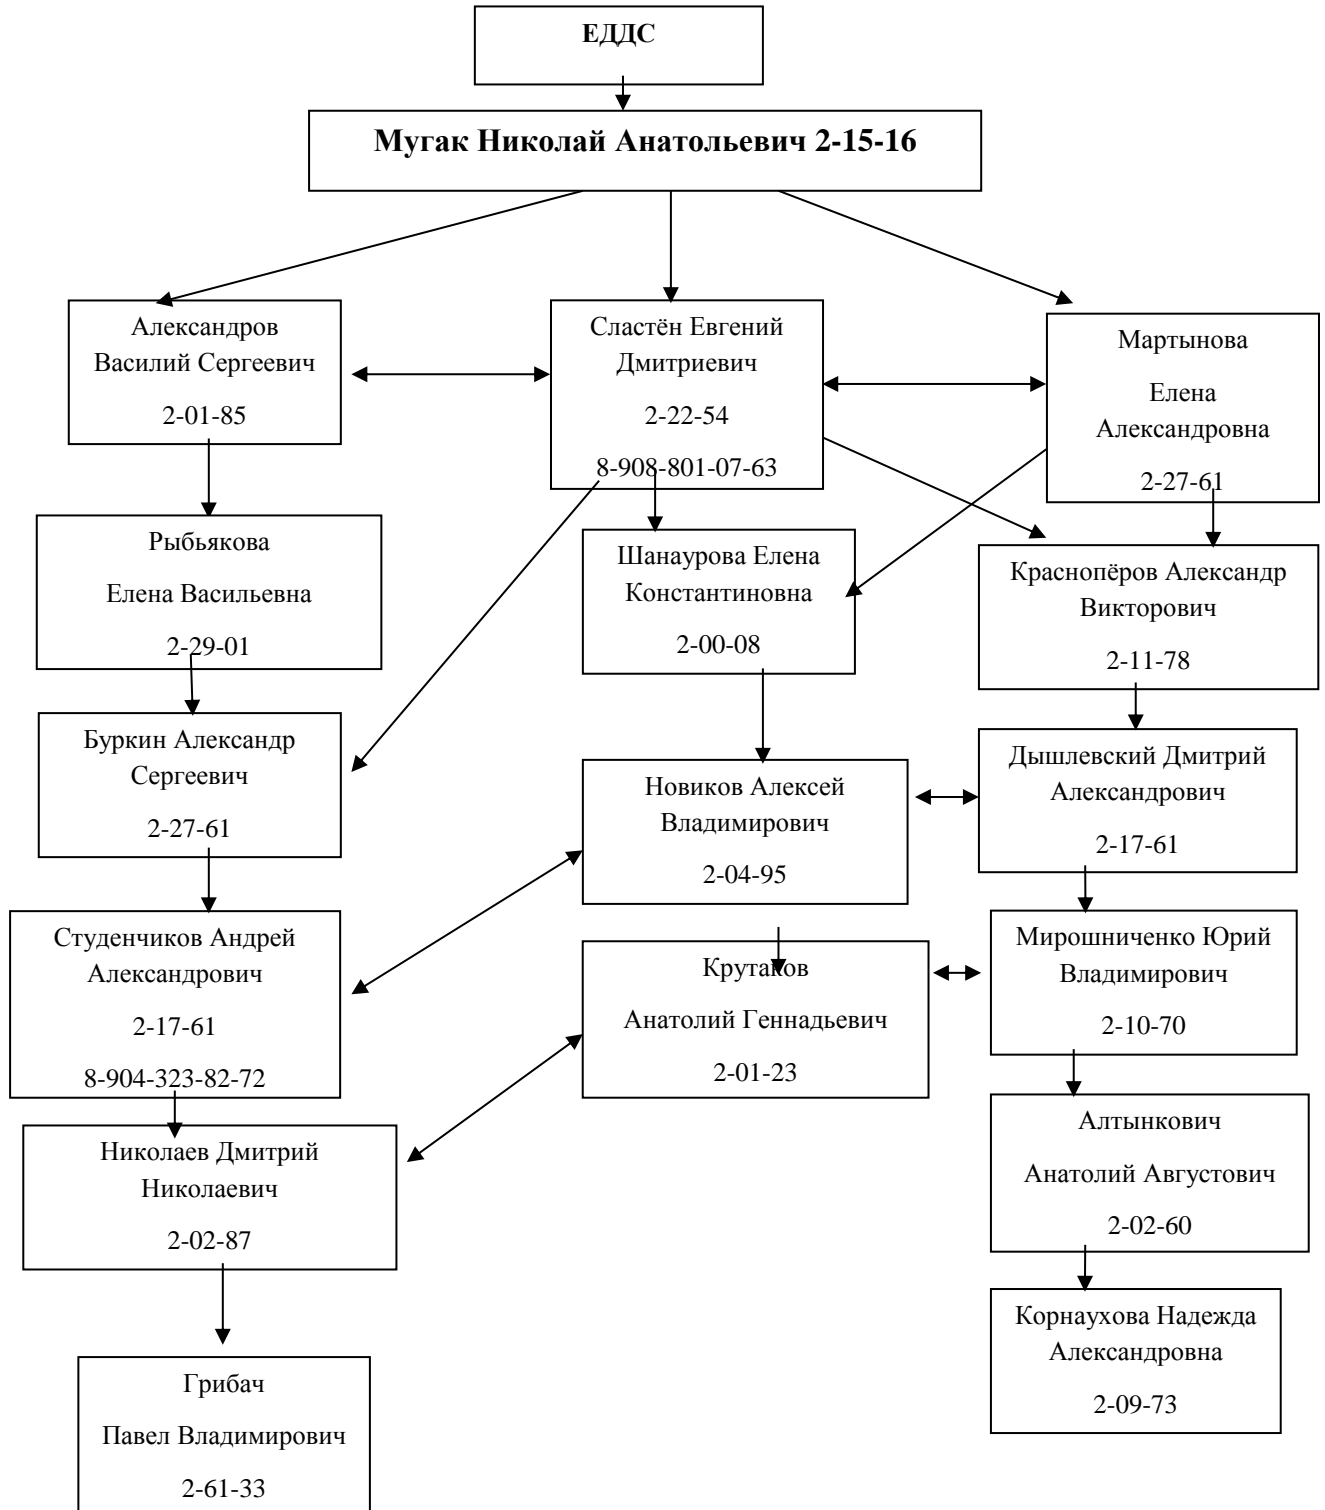 ЕДДС
Мугак Николай Анатольевич 2-15-16
Александров
Василий Сергеевич
2-01-85
Сластён Евгений
Дмитриевич
2-22-54
8-908-801-07-63
Мартынова
Елена
Александровна
2-27-61
Рыбьякова
Елена Васильевна
2-29-01
Шанаурова Елена
Константиновна
2-00-08
Краснопёров Александр
Викторович
2-11-78
Буркин Александр
Сергеевич
2-27-61
Новиков Алексей
Владимирович
2-04-95
Дышлевский Дмитрий
Александрович
2-17-61
Студенчиков Андрей
Александрович
2-17-61
8-904-323-82-72
Крутаков
Анатолий Геннадьевич
2-01-23
Мирошниченко Юрий
Владимирович
2-10-70
Николаев Дмитрий
Николаевич
2-02-87
Алтынкович
Анатолий Августович
2-02-60
Грибач
Павел Владимирович
2-61-33
Корнаухова Надежда
Александровна
2-09-73